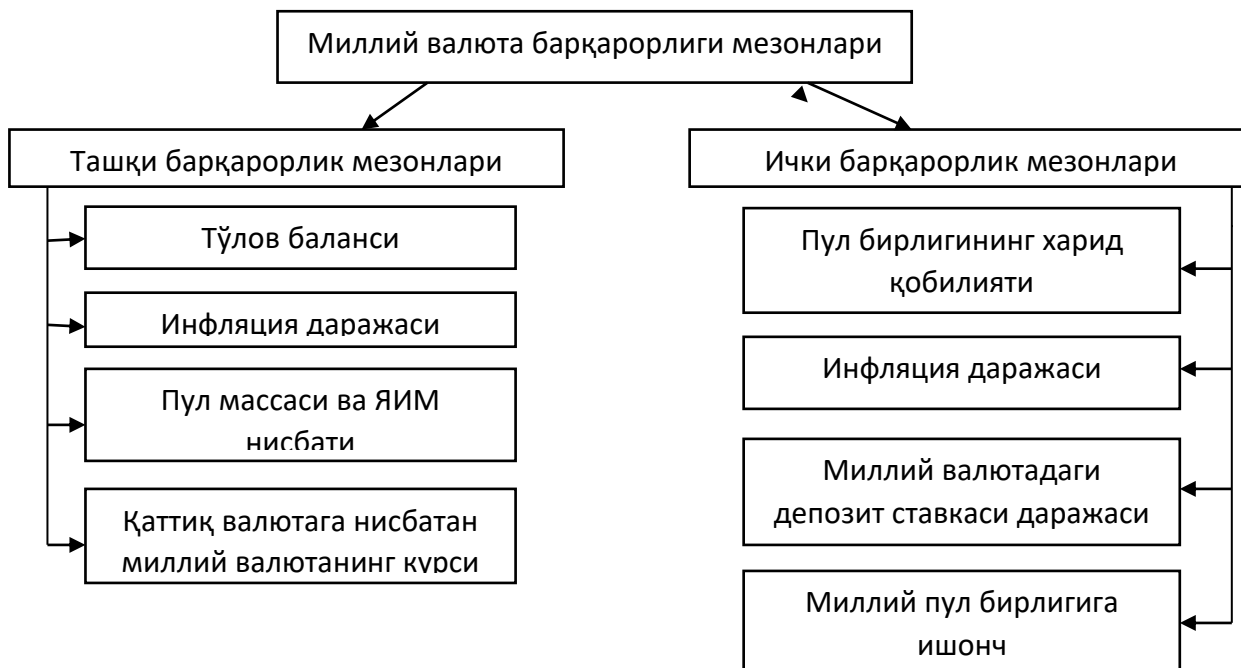 Миллий валюта барқарорлиги мезонлари
Ташқи барқарорлик мезонлари
Тўлов баланси
Инфляция даражаси
Пул массаси ва ЯИМ
нисбати
Қаттиқ валютага нисбатан
миллий валютанинг курси
Ички барқарорлик мезонлари
Пул бирлигининг харид
қобилияти
Инфляция даражаси
Миллий валютадаги
депозит ставкаси даражаси
Миллий пул бирлигига
ишонч